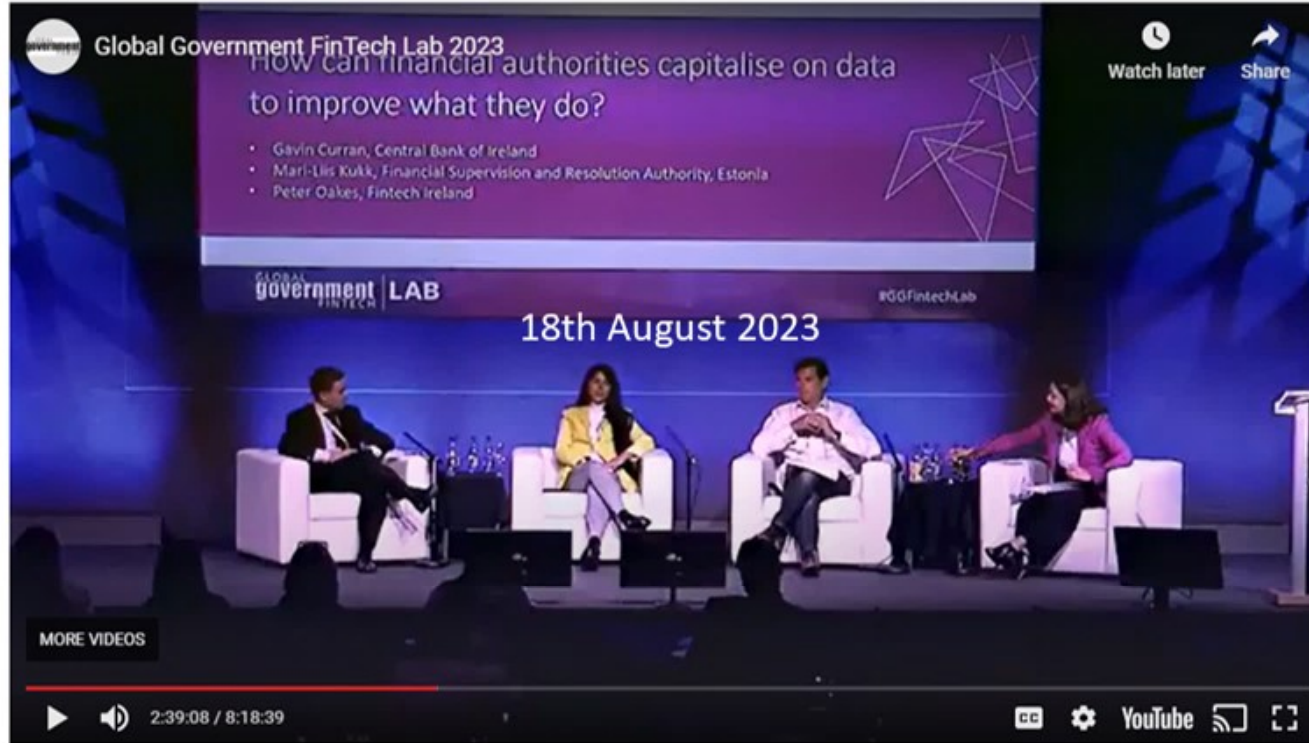 Global Government FinTech Lab 2023
Watch later
Share
How can financial authorities capitalise on data
to improve what they do?
• Gavin Curran, Central Bank of Ireland
• Mari-Liis Kukk, Financial Supervision and Resolution Authority, Estonia
• Peter Oakes, Fintech Ireland
GLOBAL
government
FINTECH
LAB
#GGFintechLab
18th August 2023
MORE VIDEOS
2:39:08 / 8:18:39
CC
YouTube